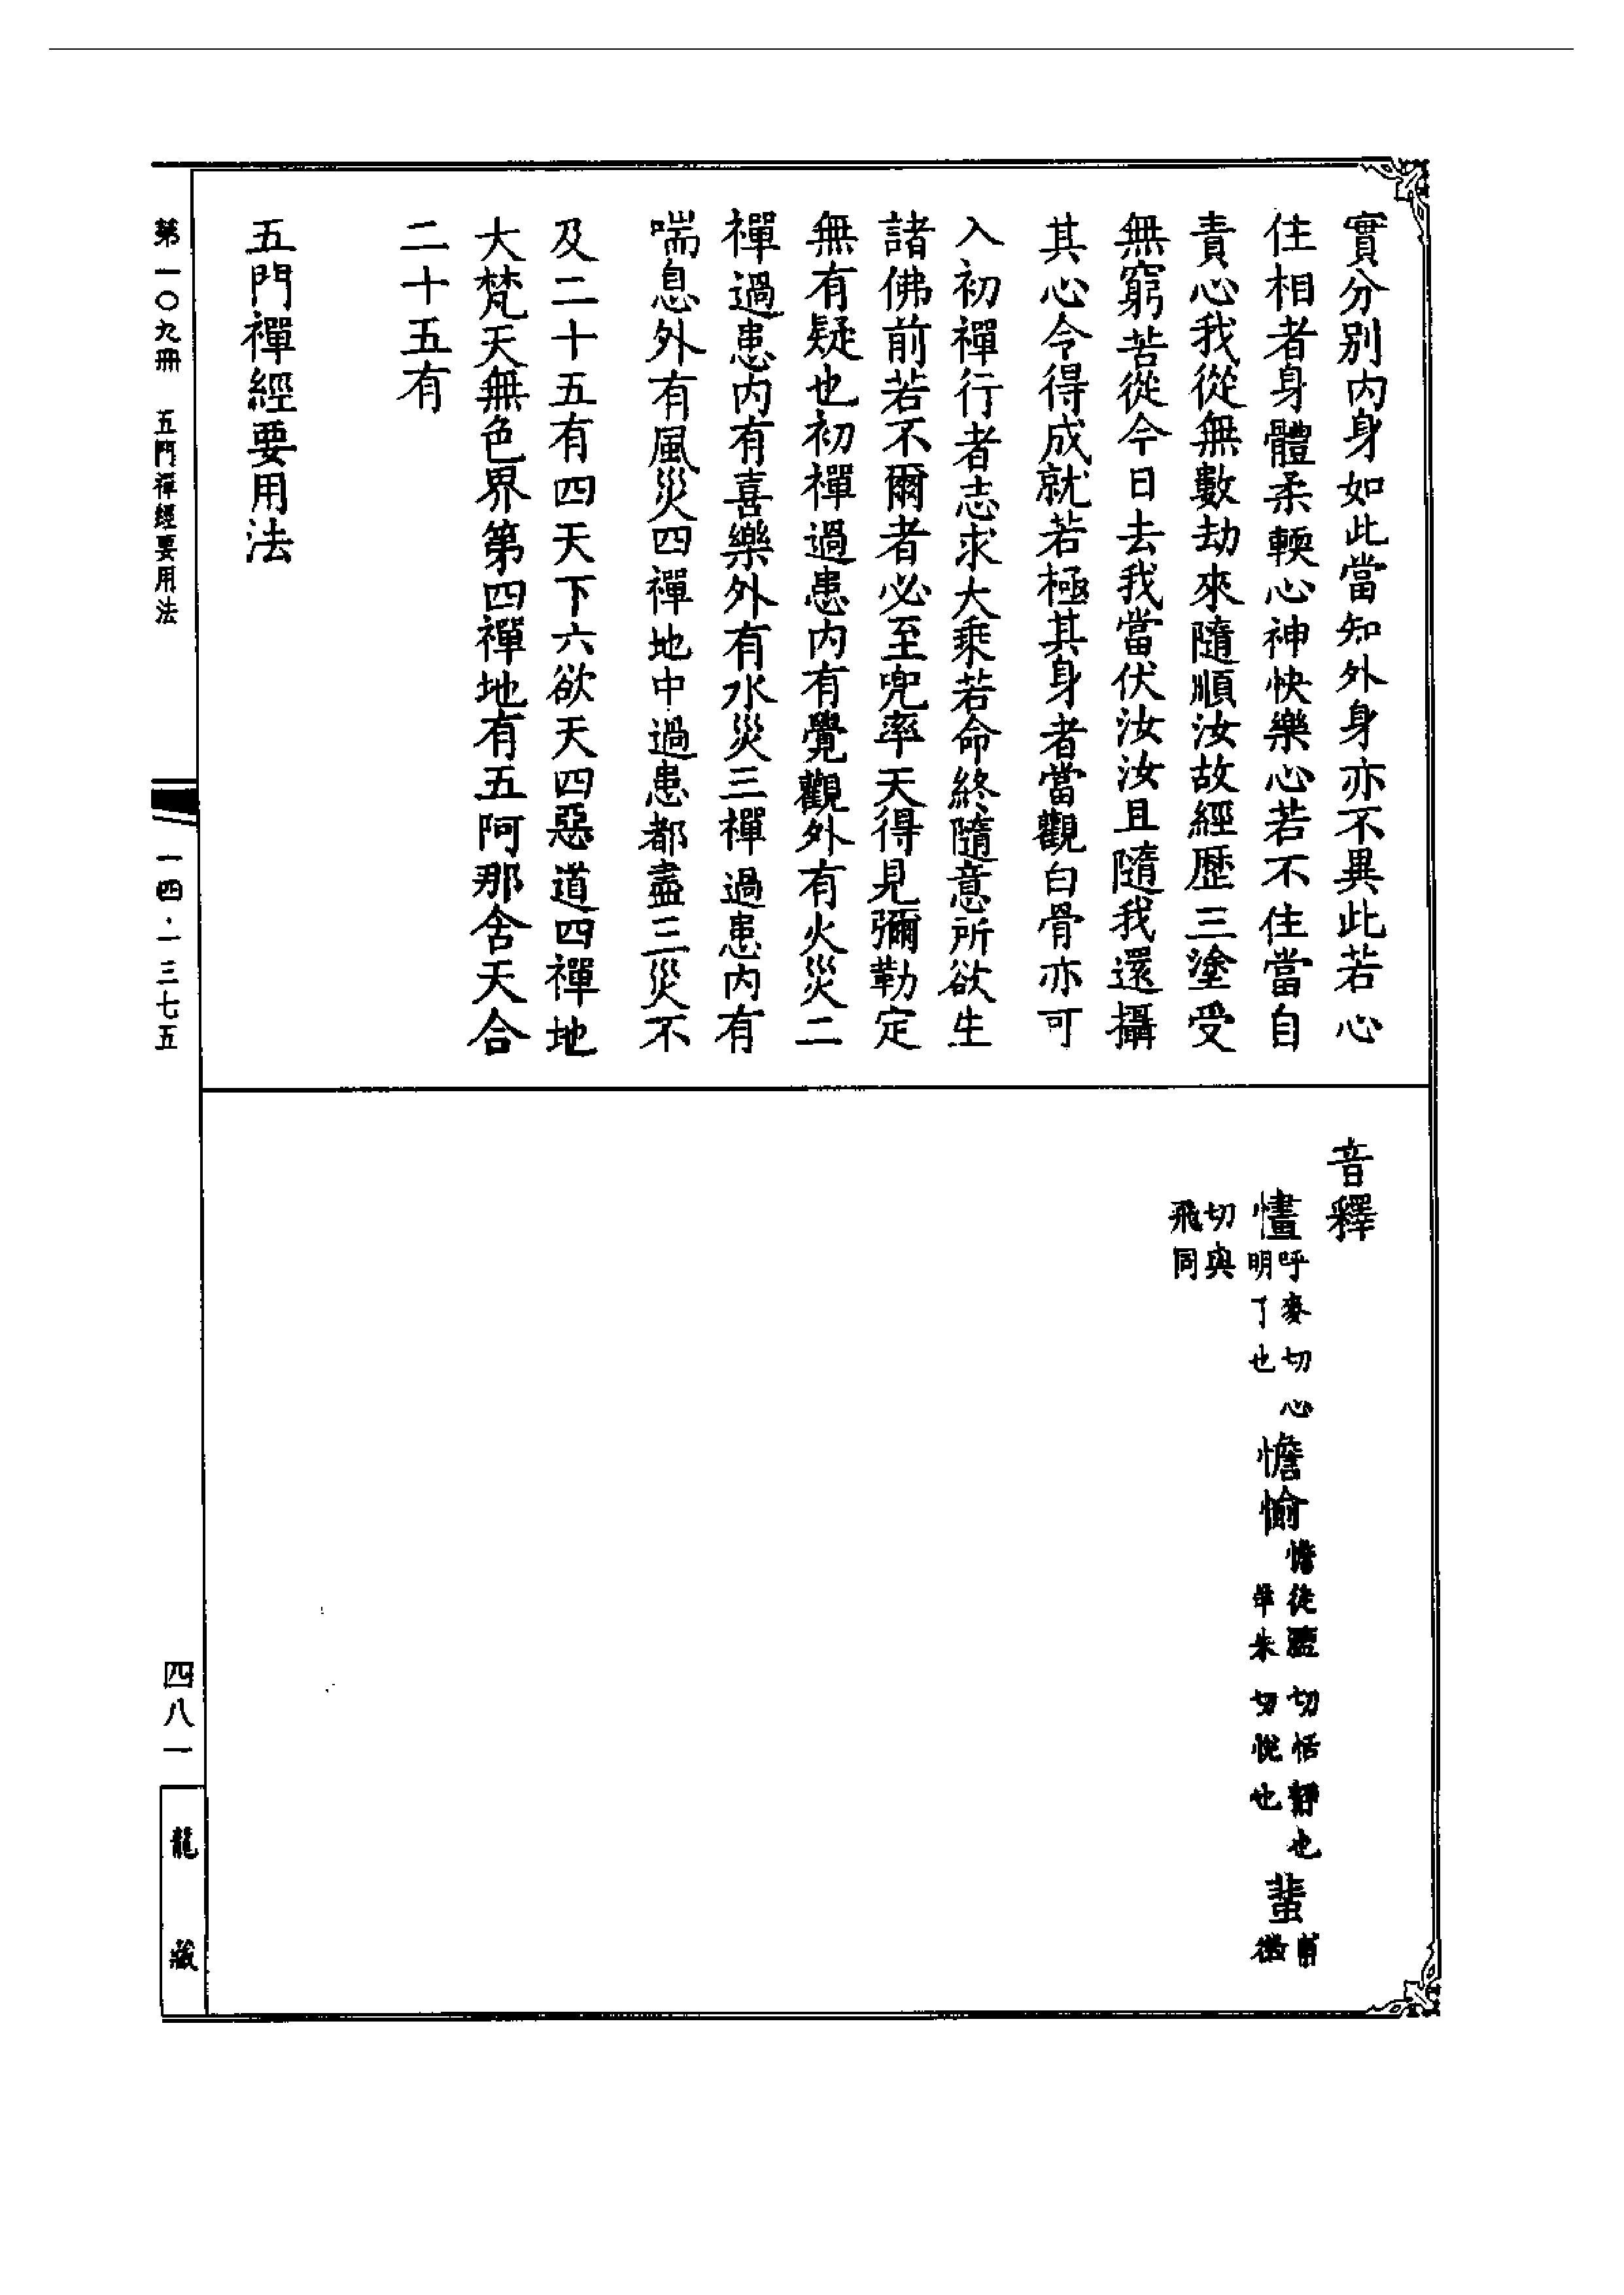 實分別內身如此當知外身亦不異此若心
住相者身體柔輭心神快樂心若不住當自
責心我從無數劫來隨順汝故經歷三塗受
無窮苦從今日去我當伏汝汝且隨我還攝
其心令得成就若極其身者當觀白骨亦可
入初禪行者志求大乘若命終隨意所欲生
諸佛前若不爾者必至兜率天得見彌勒定
無有疑也初禪過患內有覺觀外有火災二
禪過患內有喜樂外有水災三禪過患內有
喘息外有風災四禪地中過患都盡三災不
及二十五有四天下六欲天四惡道四禪地
大梵天無色界第四禪地有五阿那含天合
二十五有
五門禪經要用法
音釋
㦎呼麥切心明了也 憺愉憺徒切恬靜也朱切悅也 蜚
切與飛同
第一〇九冊 五門禪經要用法
一四·一三七五
四八一
龍藏